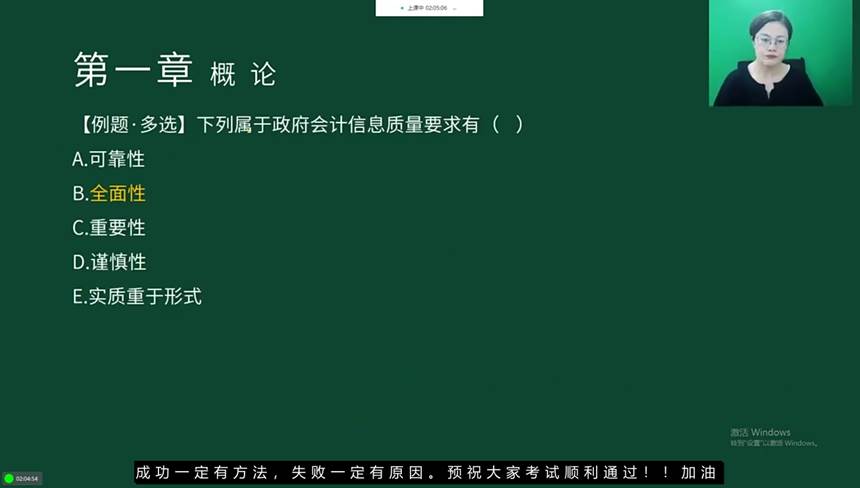 上课中 02:05:06
第一章 概 论
【例题·多选】下列属于政府会计信息质量要求有（ ）
A.可靠性
B.全面性
C.重要性
D.谨慎性
E.实质重于形式
激活 Windows
转到"设置"以激活 Windows。
02:04:54
成功一定有方法，失败一定有原因。预祝大家考试顺利通过！！加油